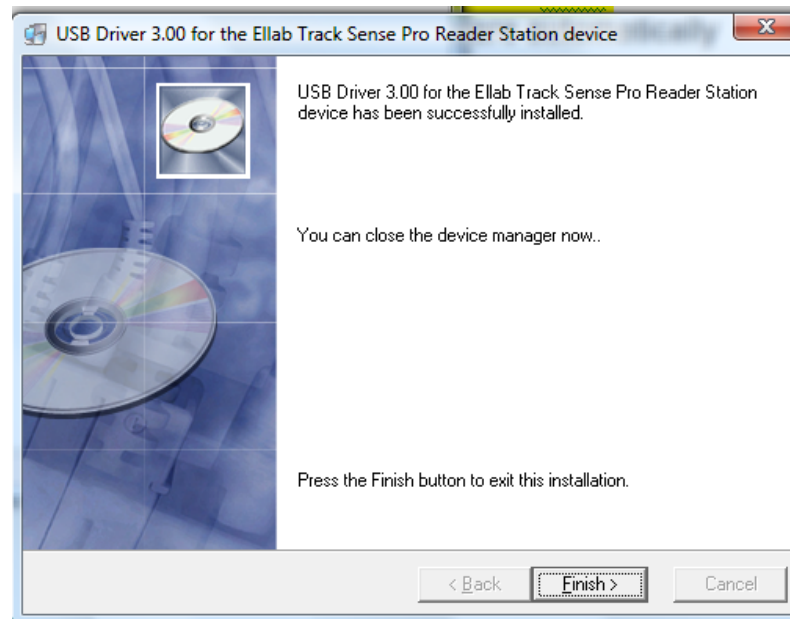 USB Driver 3.00 for the Ellab Track Sense Pro Reader Station device
USB Driver 3.00 for the Ellab Track Sense Pro Reader Station
device has been successfully installed.
You can close the device manager now..
Press the Finish button to exit this installation.
< Back
Finish >
Cancel